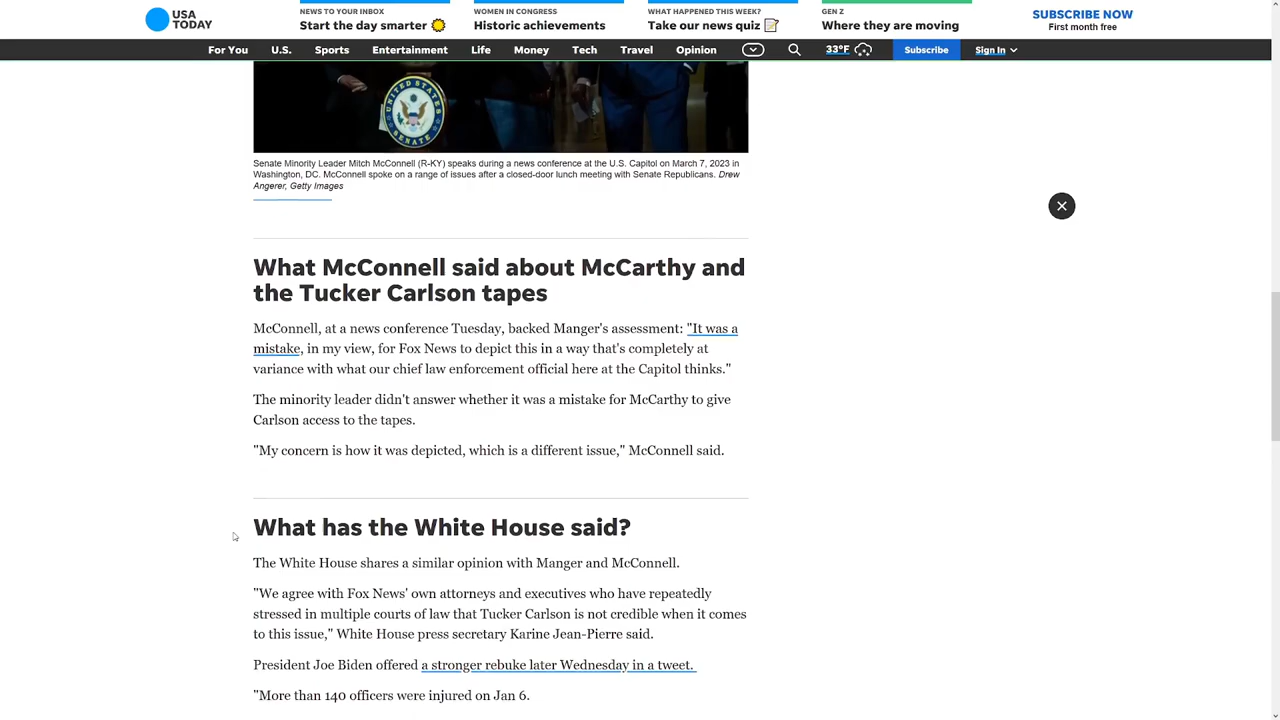 USA
TODAY
NEWS TO YOUR INBOX
Start the day smarter
WOMEN IN CONGRESS
Historic achievements
WHAT HAPPENED THIS WEEK?
Take our news quiz
GEN Z
Where they are moving
SUBSCRIBE NOW
First month free
For You U.S. Sports Entertainment Life Money Tech Travel Opinion 33°F Subscribe Sign In
UNITED STATES
SENATE
Senate Minority Leader Mitch McConnell (R-KY) speaks during a news conference at the U.S. Capitol on March 7, 2023 in
Washington, DC. McConnell spoke on a range of issues after a closed-door lunch meeting with Senate Republicans. Drew
Angerer, Getty Images
What McConnell said about McCarthy and
the Tucker Carlson tapes
McConnell, at a news conference Tuesday, backed Manger's assessment: "It was a
mistake, in my view, for Fox News to depict this in a way that's completely at
variance with what our chief law enforcement official here at the Capitol thinks."
The minority leader didn't answer whether it was a mistake for McCarthy to give
Carlson access to the tapes.
"My concern is how it was depicted, which is a different issue," McConnell said.
What has the White House said?
The White House shares a similar opinion with Manger and McConnell.
"We agree with Fox News' own attorneys and executives who have repeatedly
stressed in multiple courts of law that Tucker Carlson is not credible when it comes
to this issue," White House press secretary Karine Jean-Pierre said.
President Joe Biden offered a stronger rebuke later Wednesday in a tweet.
"More than 140 officers were injured on Jan 6.